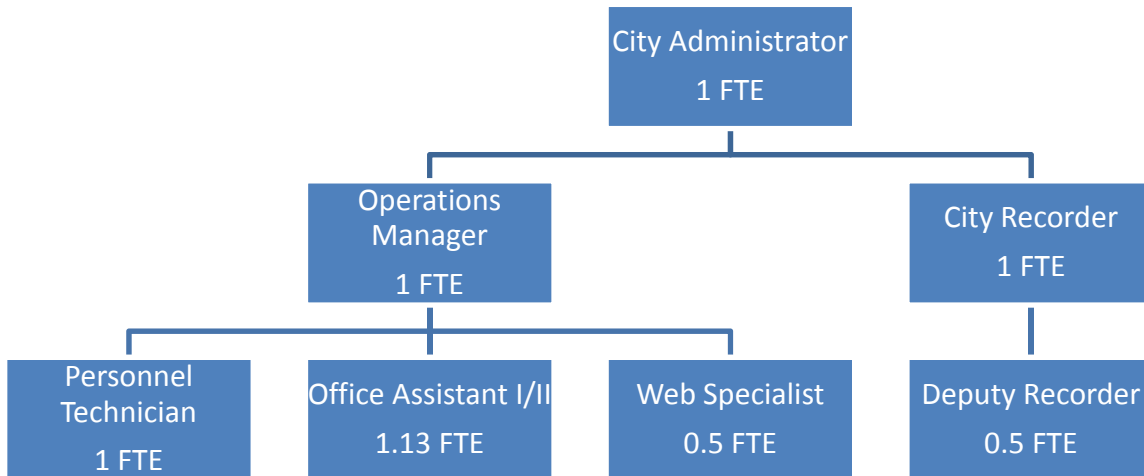 City Administrator
1 FTE
Operations
Manager
1 FTE
City Recorder
1 FTE
Personnel
Technician
1 FTE
Office Assistant I/II
1.13 FTE
Web Specialist
0.5 FTE
Deputy Recorder
0.5 FTE